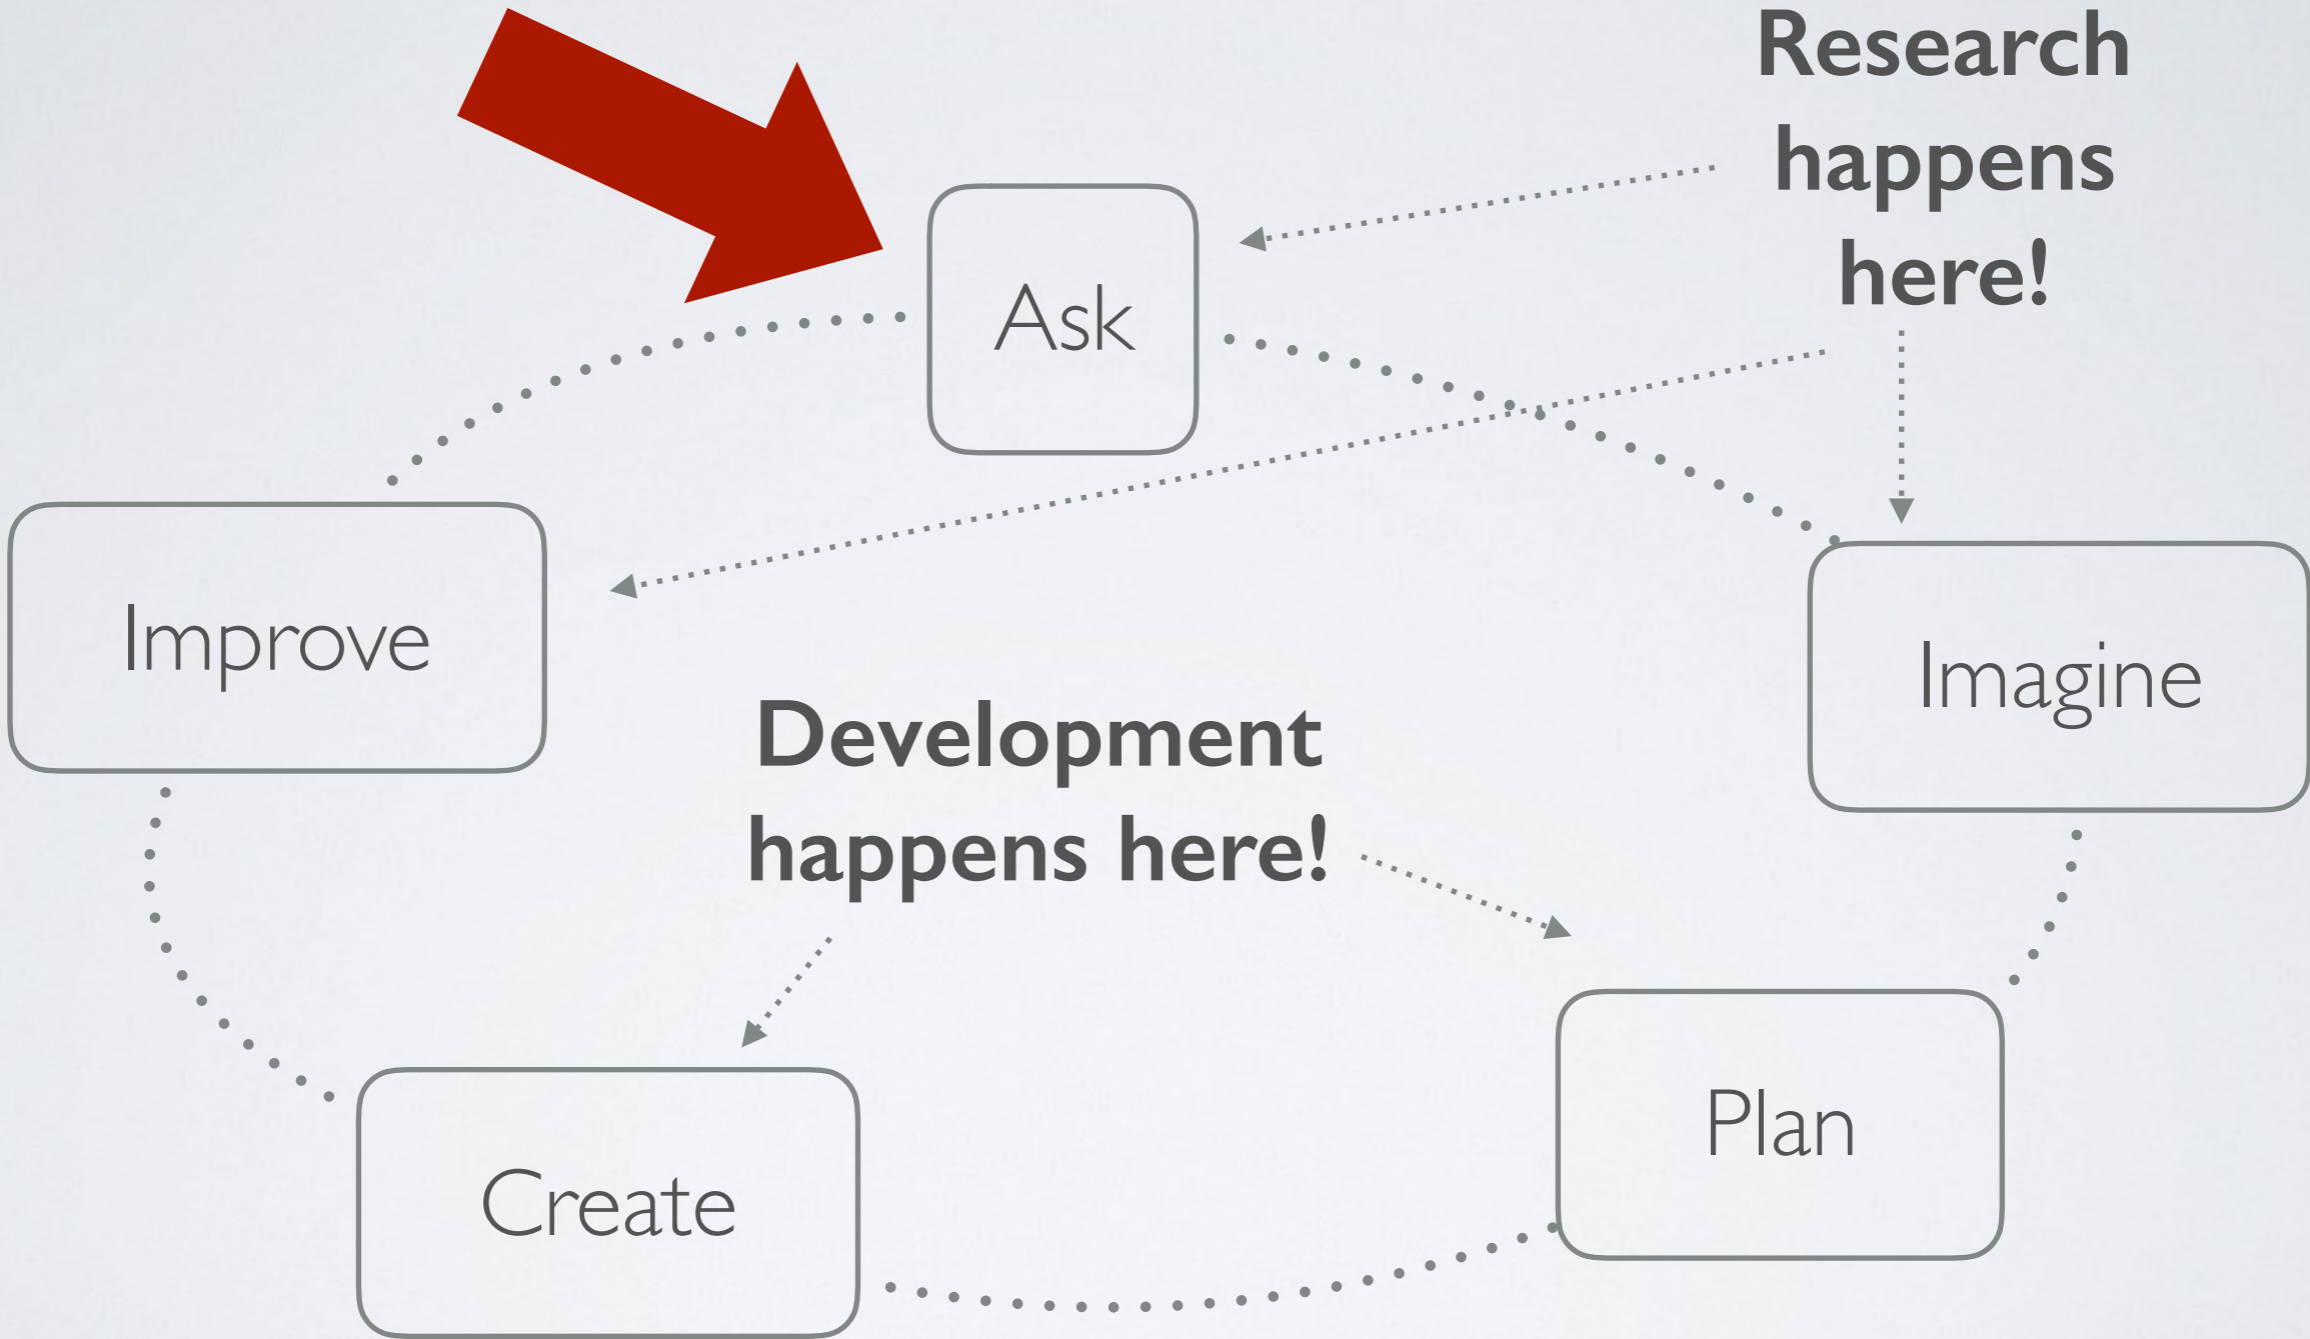 Research
happens
here!
Ask
Improve
Imagine
Development
happens here!
Plan
Create